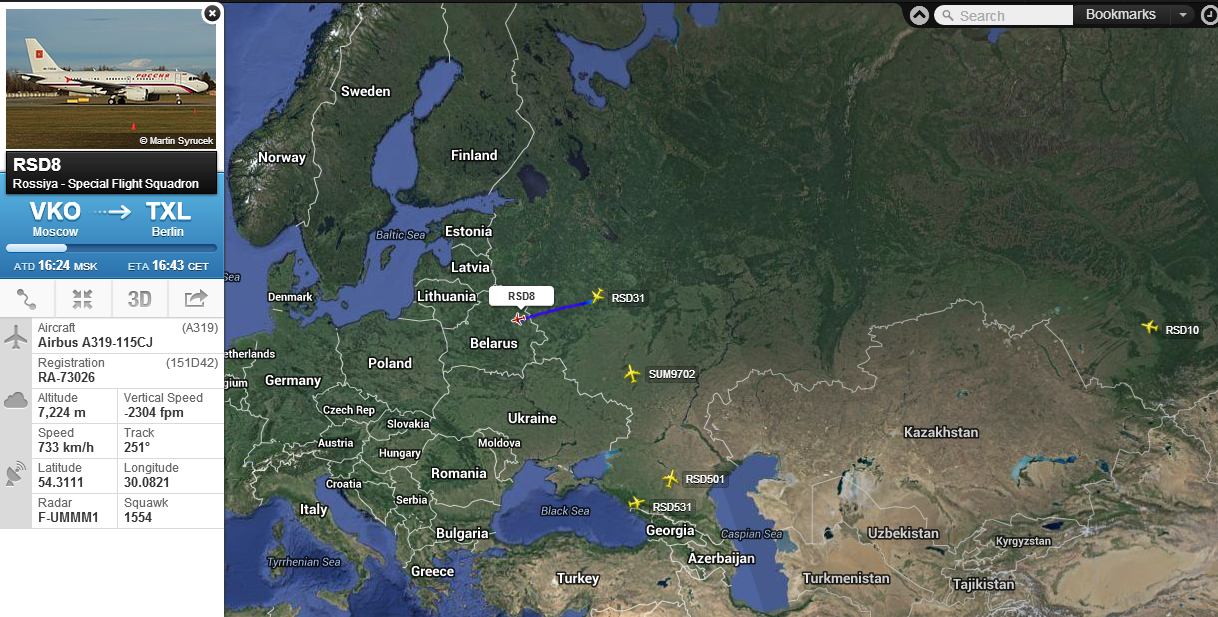 РОССИЯ
© Martin Syrucek
RSD8
Rossiya - Special Flight Squadron
VKO
TXL
Moscow
Berlin
ATD 16:24 MSK
ETA 16:43 CET
3D
Aircraft
(A319)
Airbus A319-115CJ
Registration
(151D42)
RA-73026
Altitude
Vertical Speed
7,224 m
-2304 fpm
Speed
Track
733 km/h
251°
Latitude
Longitude
54.3111
30.0821
Radar
Squawk
F-UMMM1
1554
Search
Bookmarks
Sweden
Finland
Norway
Estonia
Baltic Sea
Latvia
Sea
Denmark
Lithuania
RSD8
RSD31
RSD10
Belarus
etherlands
Poland
SUM9702
gium
Germany
Czech Rep
Ukraine
Slovakia
Kazakhstan
Austria
Moldova
Hungary
Romania
Croatia
RSD501
Serbia
Italy
Black Sea
RSD531
Bulgaria
Georgia
Caspian Sea
Uzbekistan
Kyrgyzstan
Tyrrhenian Sea
Azerbaijan
Greece
Turkey
Turkmenistan
Tajikistan